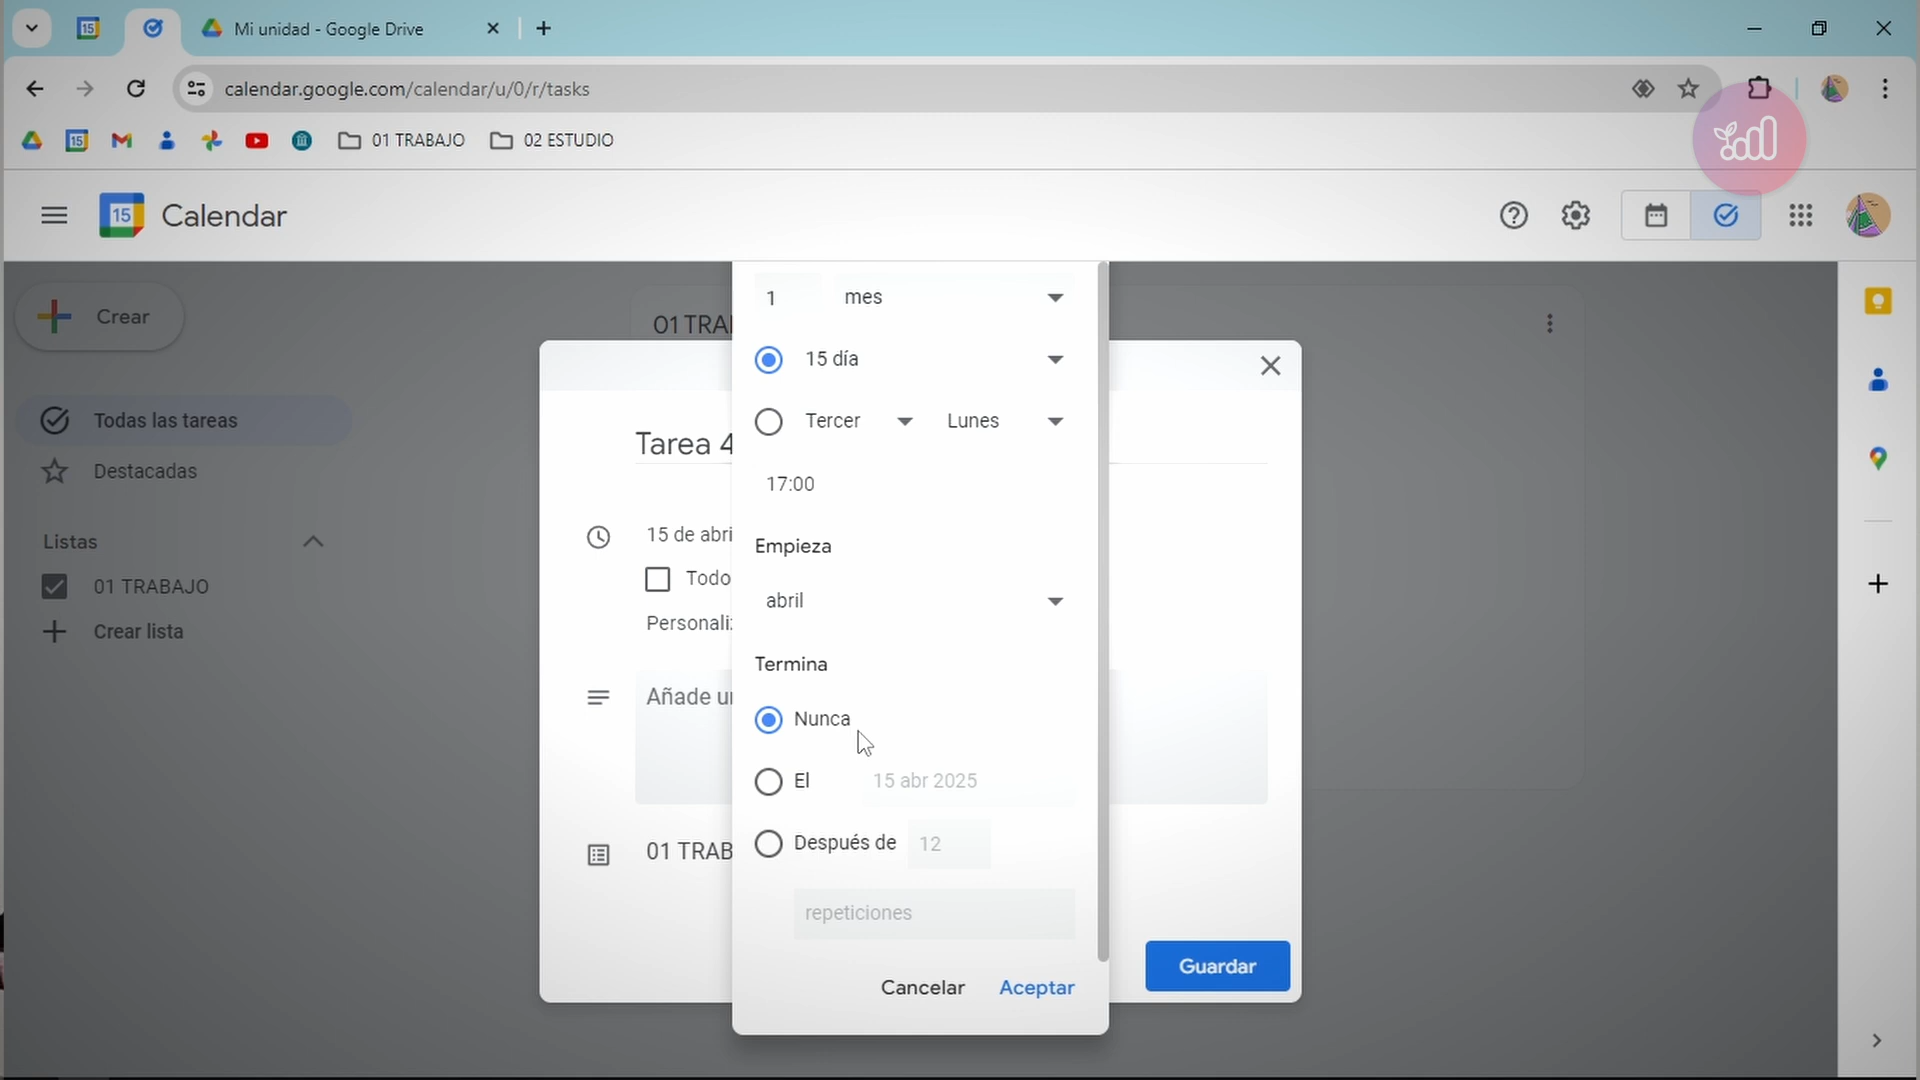 15
Mi unidad - Google Drive
calendar.google.com/calendar/u/0/r/tasks
15
01 TRABAJO
02 ESTUDIO
15
Calendar
Crear
Todas las tareas
Destacadas
Listas
01 TRABAJO
Crear lista
01 TRA
Tarea 4
15 de abri
Todo
Personali
Añade u
01 TRAB
Guardar
1 mes
15 día
Tercer Lunes
17:00
Empieza
abril
Termina
Nunca
El 15 abr 2025
Después de 12
repeticiones
Cancelar Aceptar